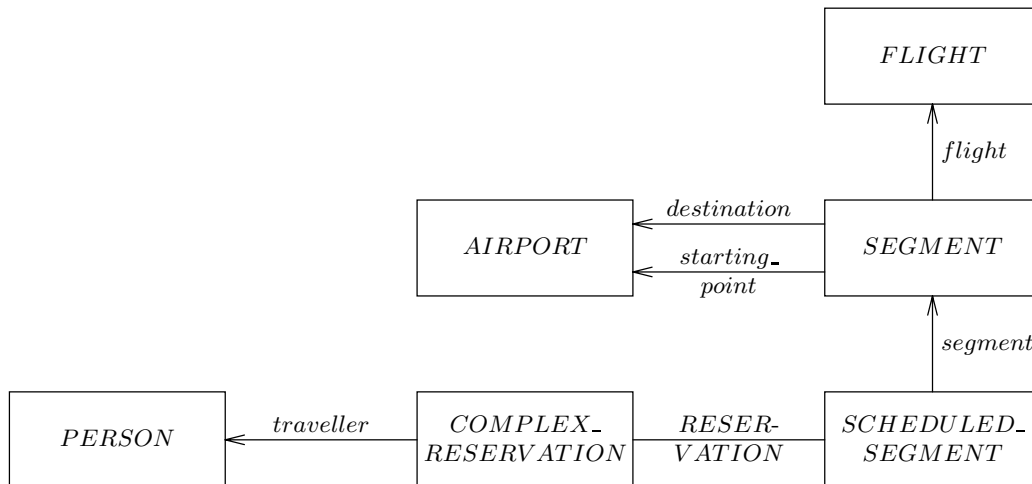 FLIGHT
flight
destination
AIRPORT
SEGMENT
starting_
point
segment
PERSON
traveller
COMPLEX_
RESERVATION
RESER-
VATION
SCHEDULED_
SEGMENT